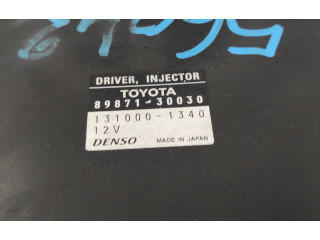 DRIVER, INJECTOR
TOYOTA
89871-30030
131000-1340
12V
DENSO MADE IN JAPAN